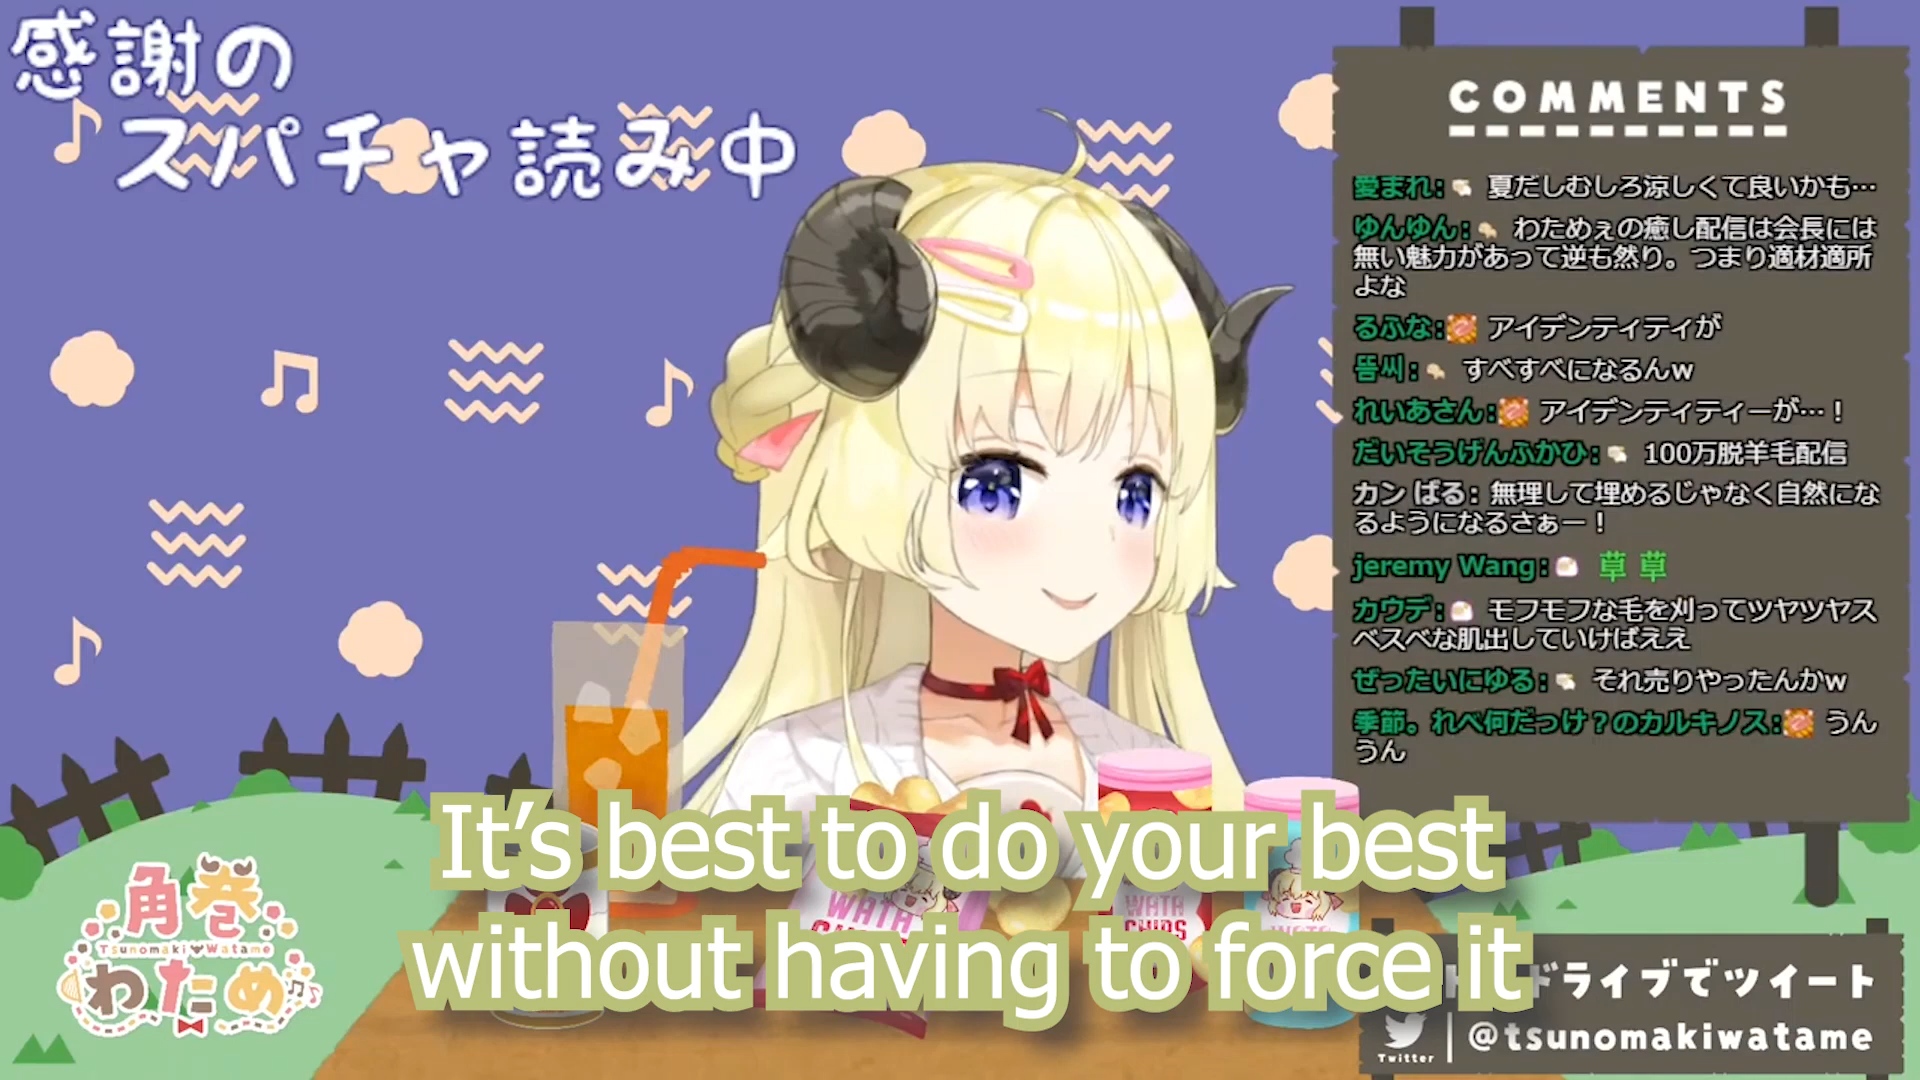 感謝の
スパチャ読み中
COMMENTS
愛まれ: 夏だしむしろ涼しくて良いかも…
ゆんゆん: わためぇの癒し配信は会長には
無い魅力があって逆も然り。つまり適材適所
よな
るふな: アイデンティティが
뜸씨: すべすべになるんw
れいあさん: アイデンティティーが…！
だいそうげんふかひ: 100万脱羊毛配信
カン ぱる: 無理して埋めるじゃなく自然にな
るようになるさぁー！
jeremy Wang: 草 草
カウデ: モフモフな毛を刈ってツヤツヤス
ベスベな肌出していけばええ
ぜったいにゆる: それ売りやったんかw
季節。れべ何だっけ？のカルキノス: うん
うん
It's best to do your best
without having to force it
角巻
Tsunomaki Watame
わため
WATA
WATA
CHIPS
WATA
ドライブでツイート
Twitter
@tsunomakiwatame